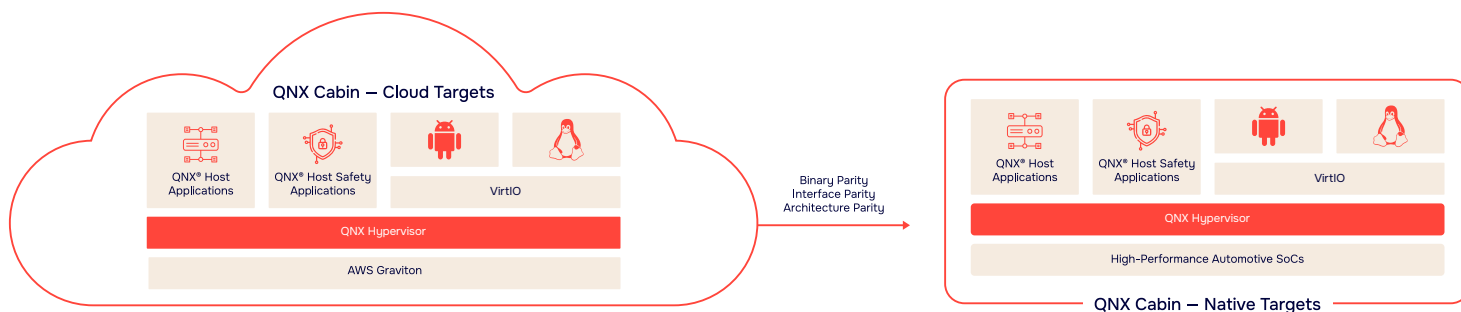 QNX Cabin — Cloud Targets
QNX® Host
Applications
QNX® Host Safety
Applications
VirtIO
QNX Hypervisor
AWS Graviton
Binary Parity
Interface Parity
Architecture Parity
QNX® Host
Applications
QNX® Host Safety
Applications
VirtIO
QNX Hypervisor
High-Performance Automotive SoCs
QNX Cabin — Native Targets